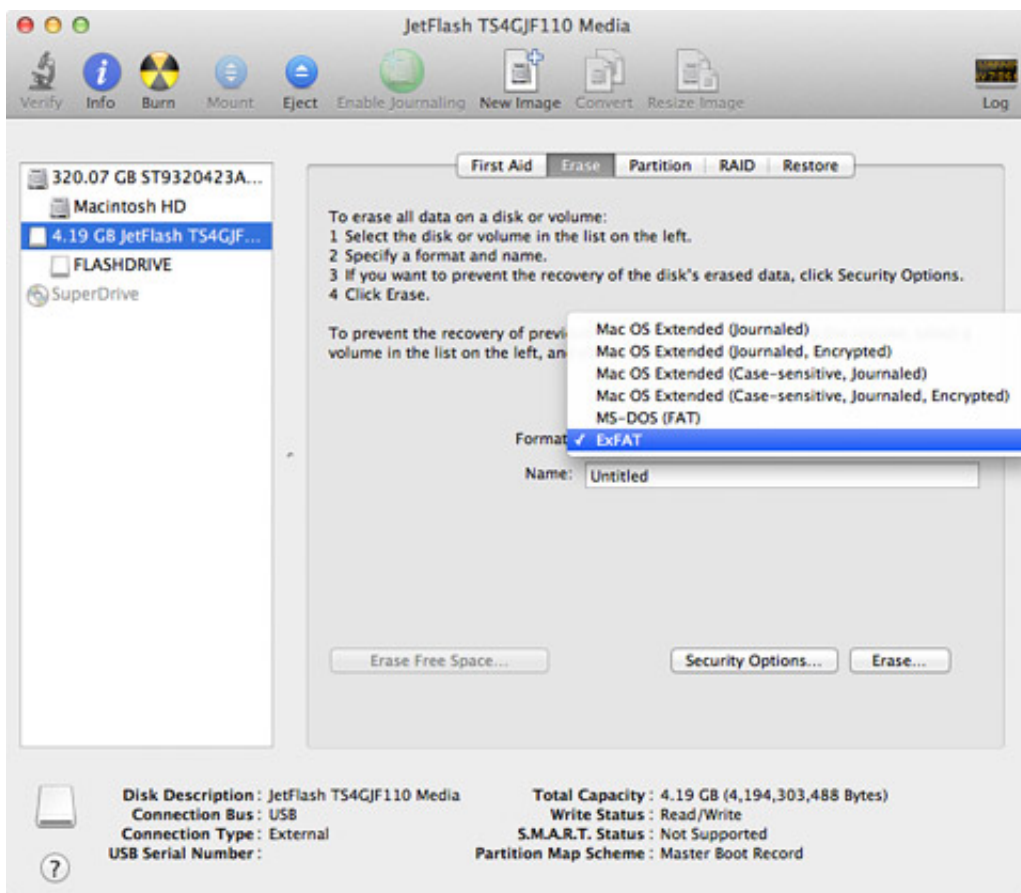 JetFlash TS4GJF110 Media
Verify Info Burn Mount Eject Enable Journaling New Image Convert Resize Image Log
320.07 GB ST9320423A...
Macintosh HD
4.19 GB JetFlash TS4GJF...
FLASHDRIVE
SuperDrive
First Aid Erase Partition RAID Restore
To erase all data on a disk or volume:
1 Select the disk or volume in the list on the left.
2 Specify a format and name.
3 If you want to prevent the recovery of the disk's erased data, click Security Options.
4 Click Erase.
To prevent the recovery of previ
volume in the list on the left, an
Mac OS Extended (Journaled)
Mac OS Extended (Journaled, Encrypted)
Mac OS Extended (Case-sensitive, Journaled)
Mac OS Extended (Case-sensitive, Journaled, Encrypted)
MS-DOS (FAT)
Format ✓ ExFAT
Name: Untitled
Erase Free Space... Security Options... Erase...
Disk Description : JetFlash TS4GJF110 Media
Connection Bus : USB
Connection Type : External
USB Serial Number :
Total Capacity : 4.19 GB (4,194,303,488 Bytes)
Write Status : Read/Write
S.M.A.R.T. Status : Not Supported
Partition Map Scheme : Master Boot Record
?